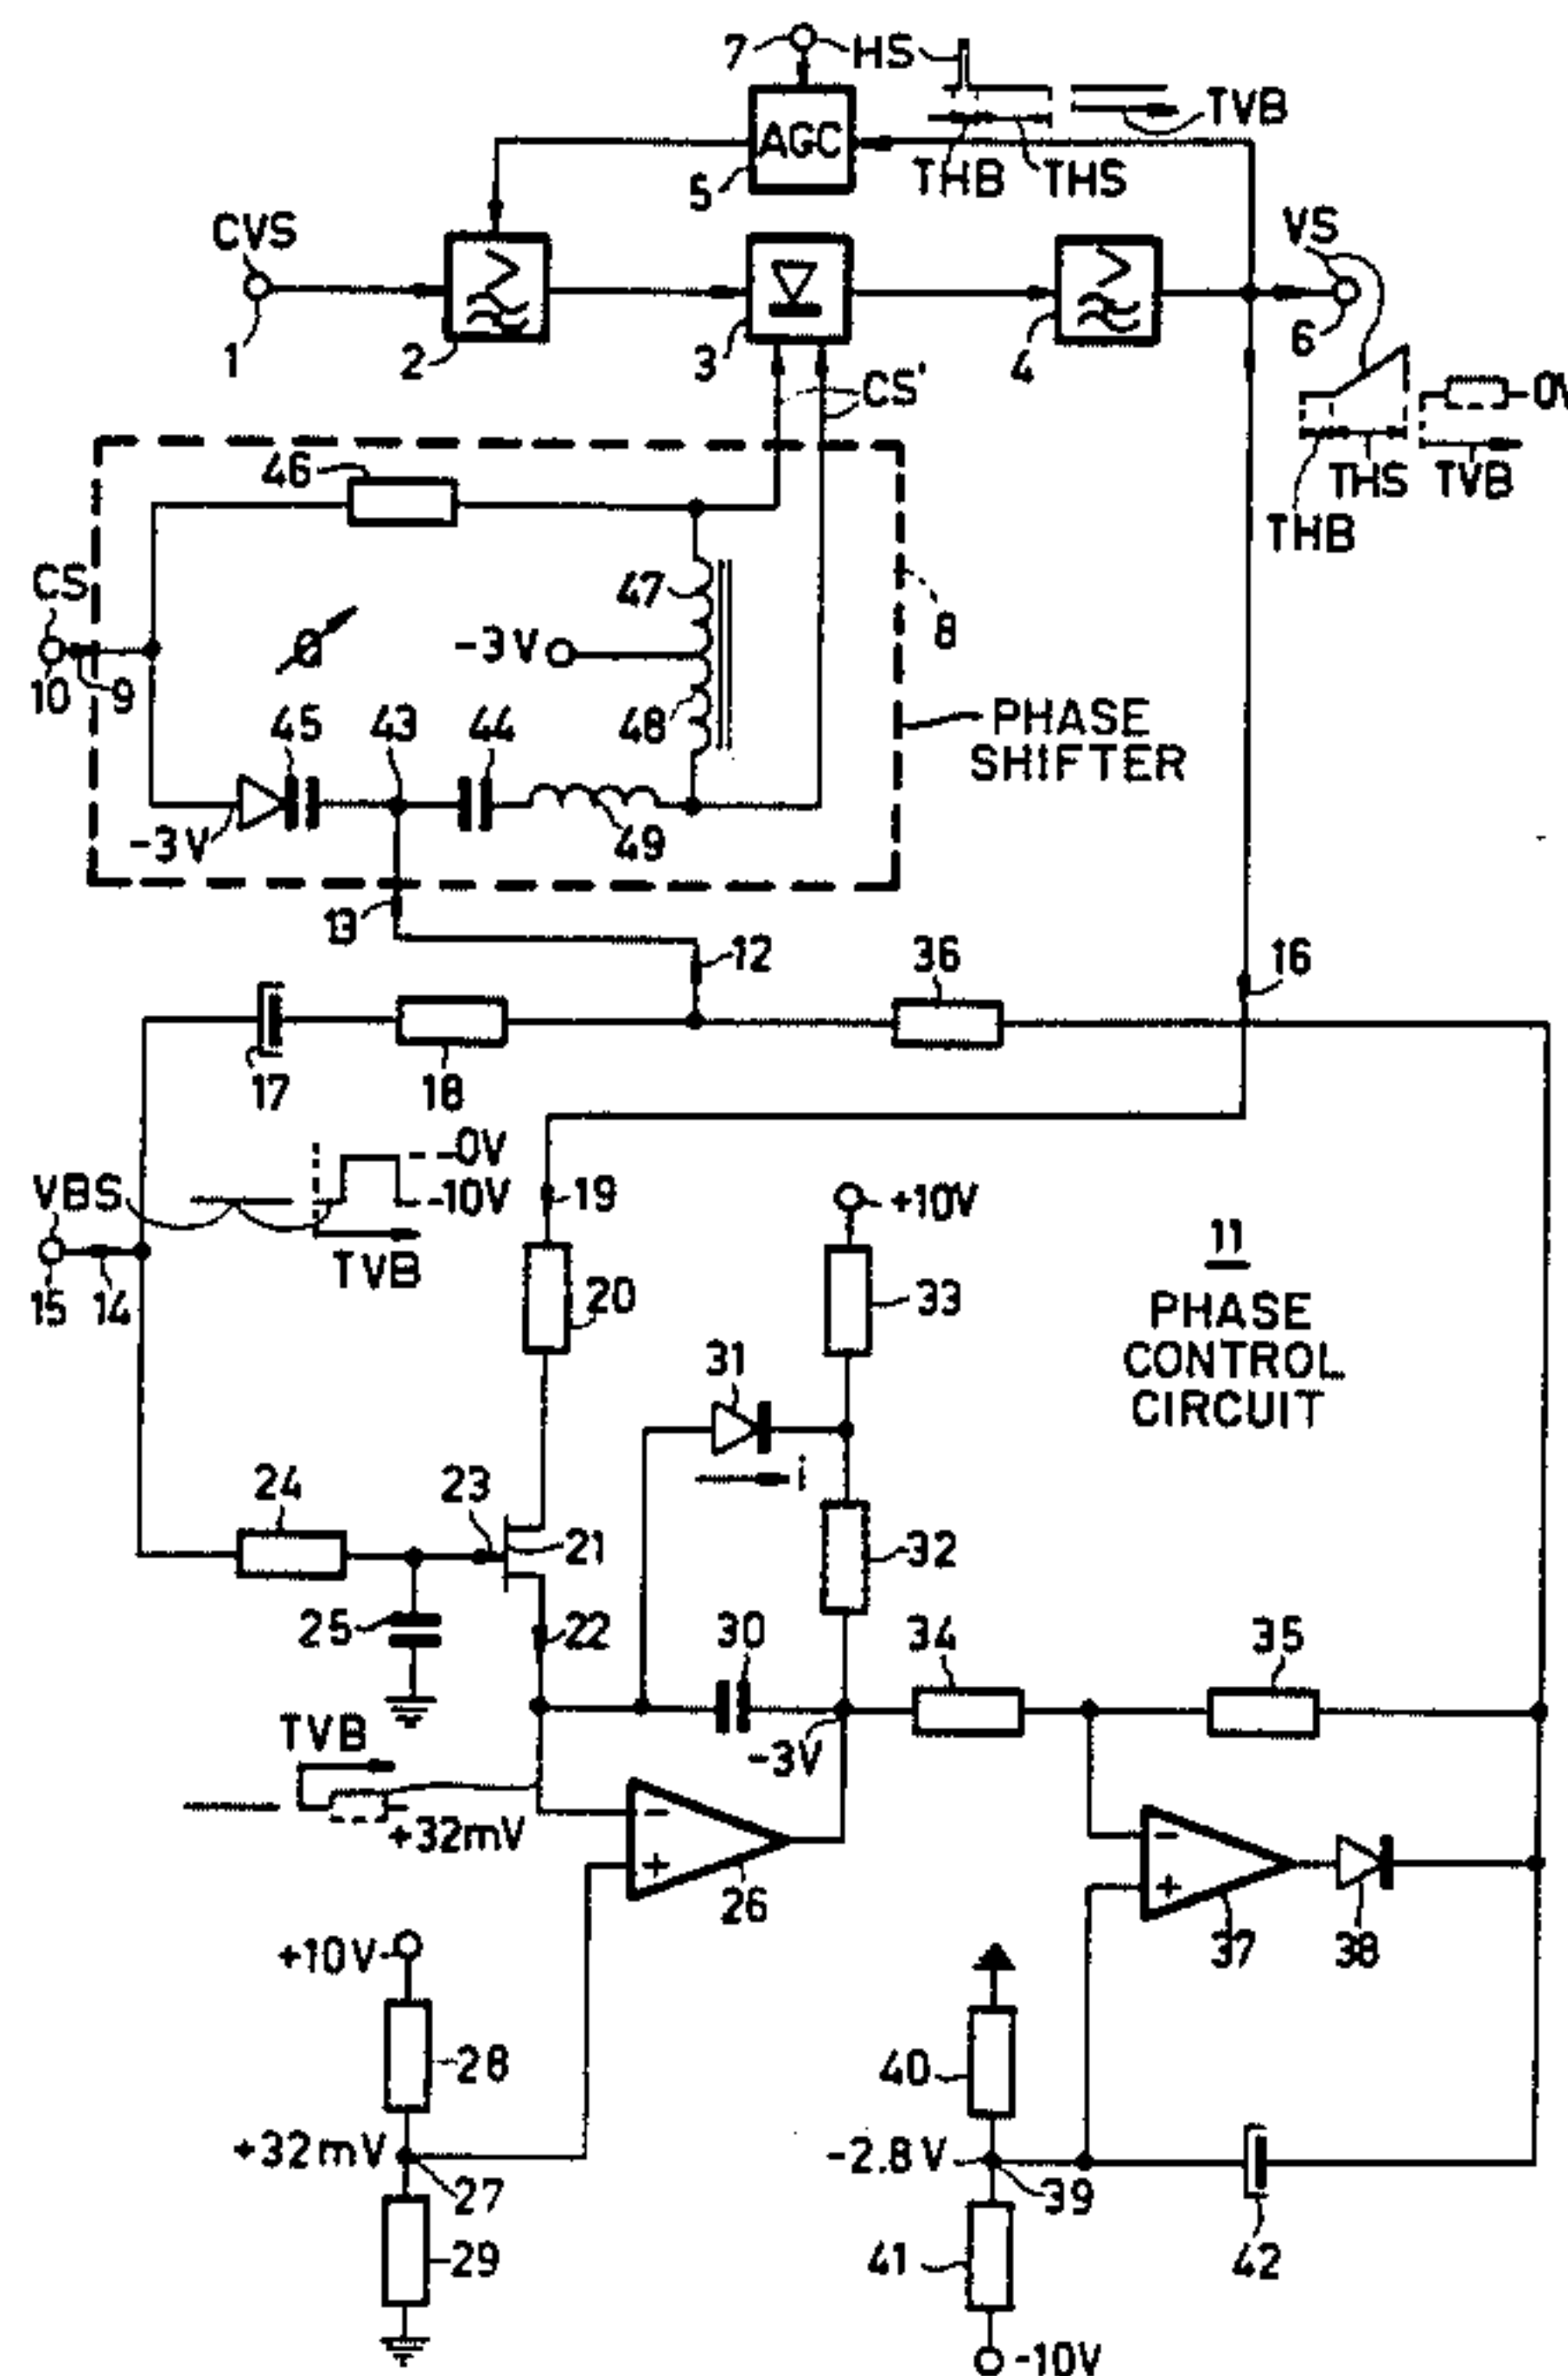 7 HS
TVB
AGC
5 THB THS
CVS VS
1 2 3 4 6
CS' 0V
THS TVB
THB
46
CS 47
-3V 8
10 9 48
45 43 44 PHASE
SHIFTER
-3V 49
13 12 36 16
17 18
0V
VBS -10V 19 +10V
TVB 11
15 14 20 33 PHASE
CONTROL
CIRCUIT
31
i
24 23 21 32
25 22 30 34 35
TVB -3V
+32mV
- -
+ +
26 37 38
+10V
28 40
+32mV -2.8V
27 39
29 41 42
-10V